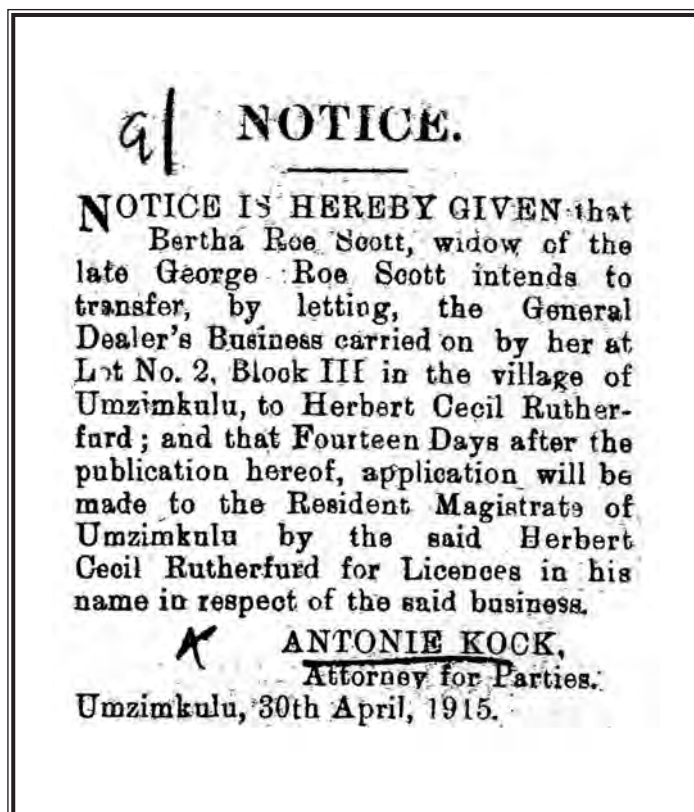 NOTICE.
NOTICE IS HEREBY GIVEN that
Bertha Roe Scott, widow of the
late George Roe Scott intends to
transfer, by letting, the General
Dealer's Business carried on by her at
Lot No. 2, Block III in the village of
Umzimkulu, to Herbert Cecil Ruther-
furd; and that Fourteen Days after the
publication hereof, application will be
made to the Resident Magistrate of
Umzimkulu by the said Herbert
Cecil Rutherfurd for Licences in his
name in respect of the said business.
ANTONIE KOCK,
Attorney for Parties.
Umzimkulu, 30th April, 1915.